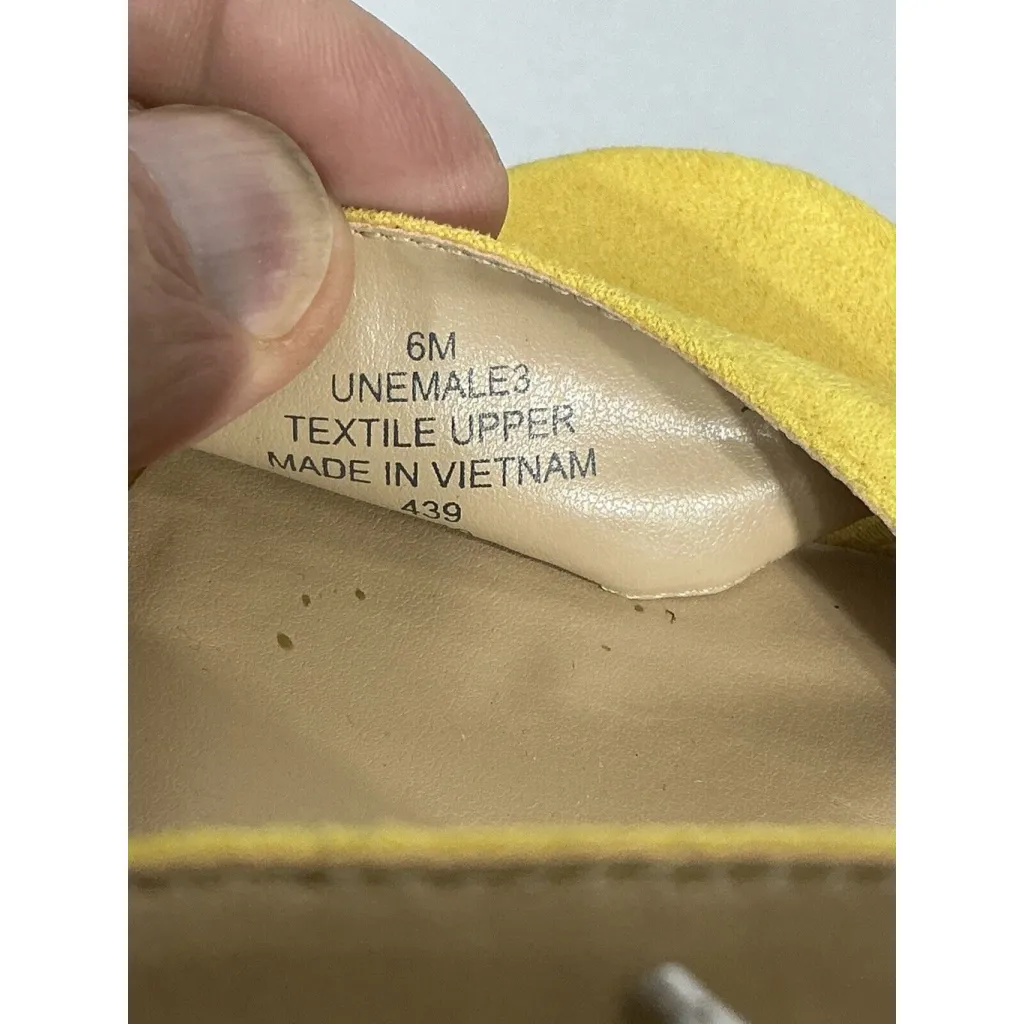 6M
UNEMALE3
TEXTILE UPPER
MADE IN VIETNAM
439